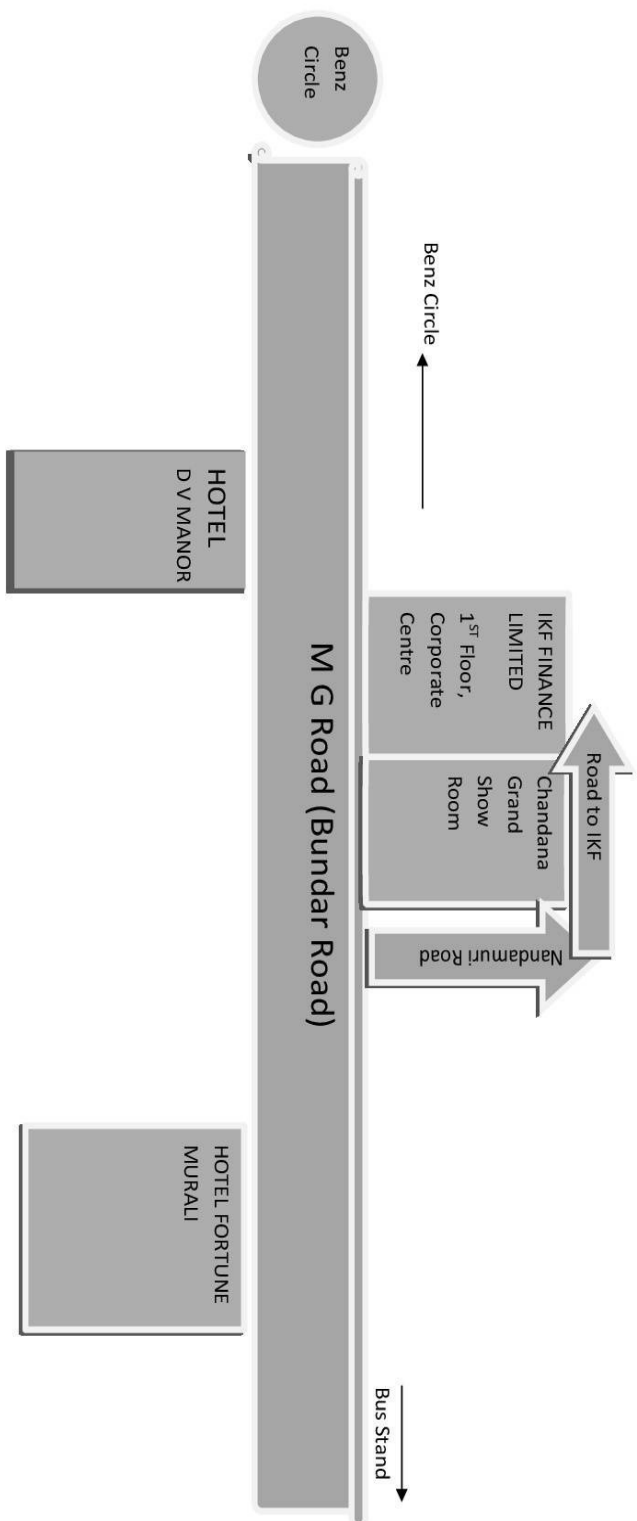 Benz
Circle
Benz Circle
IKF FINANCE
LIMITED
1ST Floor,
Corporate
Centre
Road to IKF
Chandana
Grand
Show
Room
Nandamuri Road
Bus Stand
M G Road (Bundar Road)
HOTEL
D V MANOR
HOTEL FORTUNE
MURALI